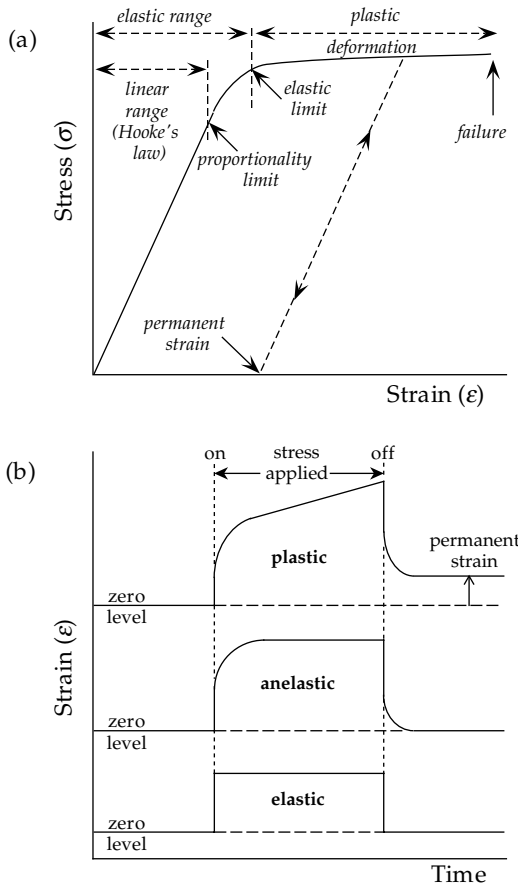 (a)
elastic range
plastic
deformation
linear
range
(Hooke's
law)
elastic
limit
failure
proportionality
limit
Stress (σ)
permanent
strain
Strain (ε)
(b)
on
stress
applied
off
plastic
permanent
strain
zero
level
anelastic
zero
level
elastic
zero
level
Strain (ε)
Time